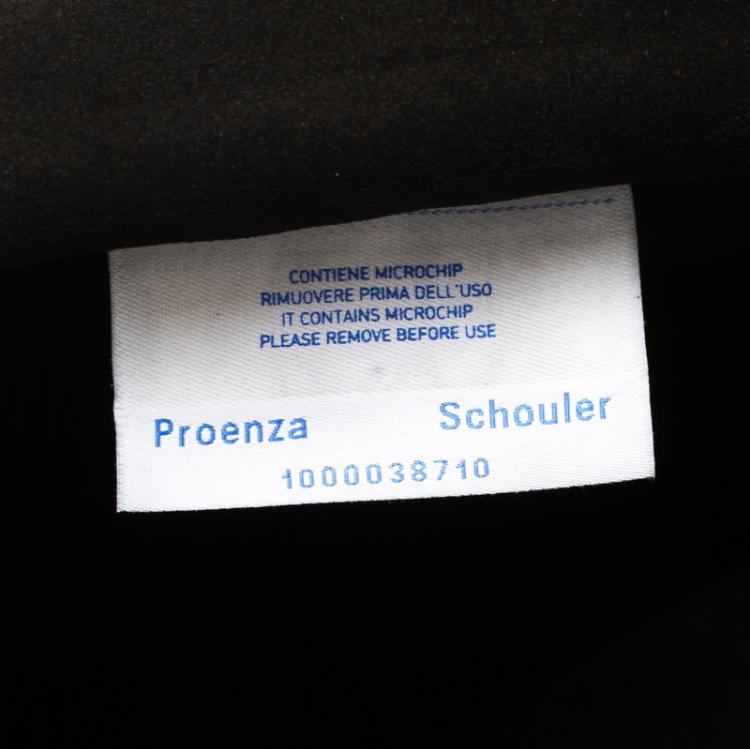 CONTIENE MICROCHIP
RIMUOVERE PRIMA DELL'USO
IT CONTAINS MICROCHIP
PLEASE REMOVE BEFORE USE
Proenza Schouler
1000038710